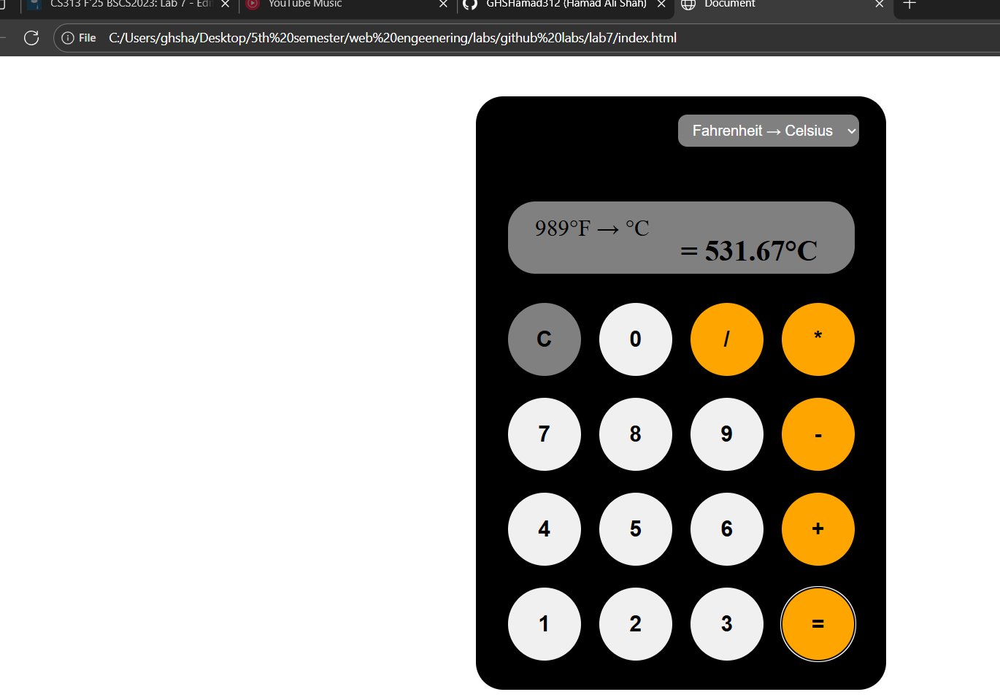 CS313 F'25 BSCS2023: Lab 7 - Edi
YouTube Music
GHSHamad312 (Hamad Ali Shah)
Document
File C:/Users/ghsha/Desktop/5th%20semester/web%20engeenering/labs/github%20labs/lab7/index.html
Fahrenheit → Celsius
989°F → °C
= 531.67°C
C 0 / *
7 8 9 -
4 5 6 +
1 2 3 =